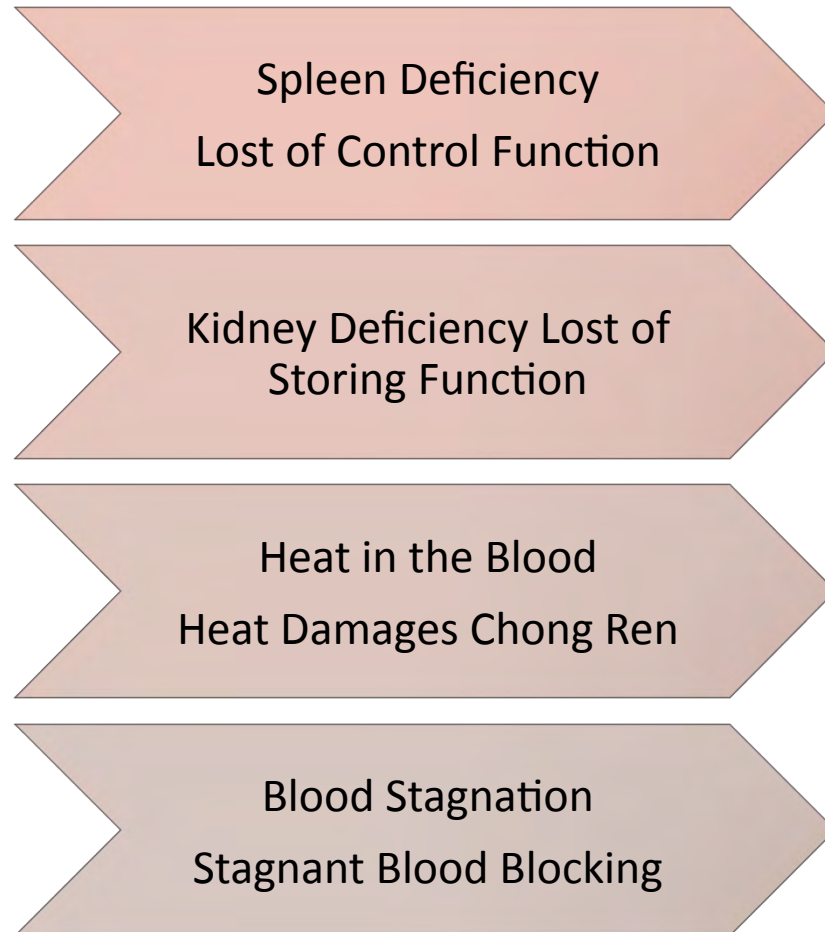 Spleen Deficiency
Lost of Control Function
Kidney Deficiency Lost of
Storing Function
Heat in the Blood
Heat Damages Chong Ren
Blood Stagnation
Stagnant Blood Blocking